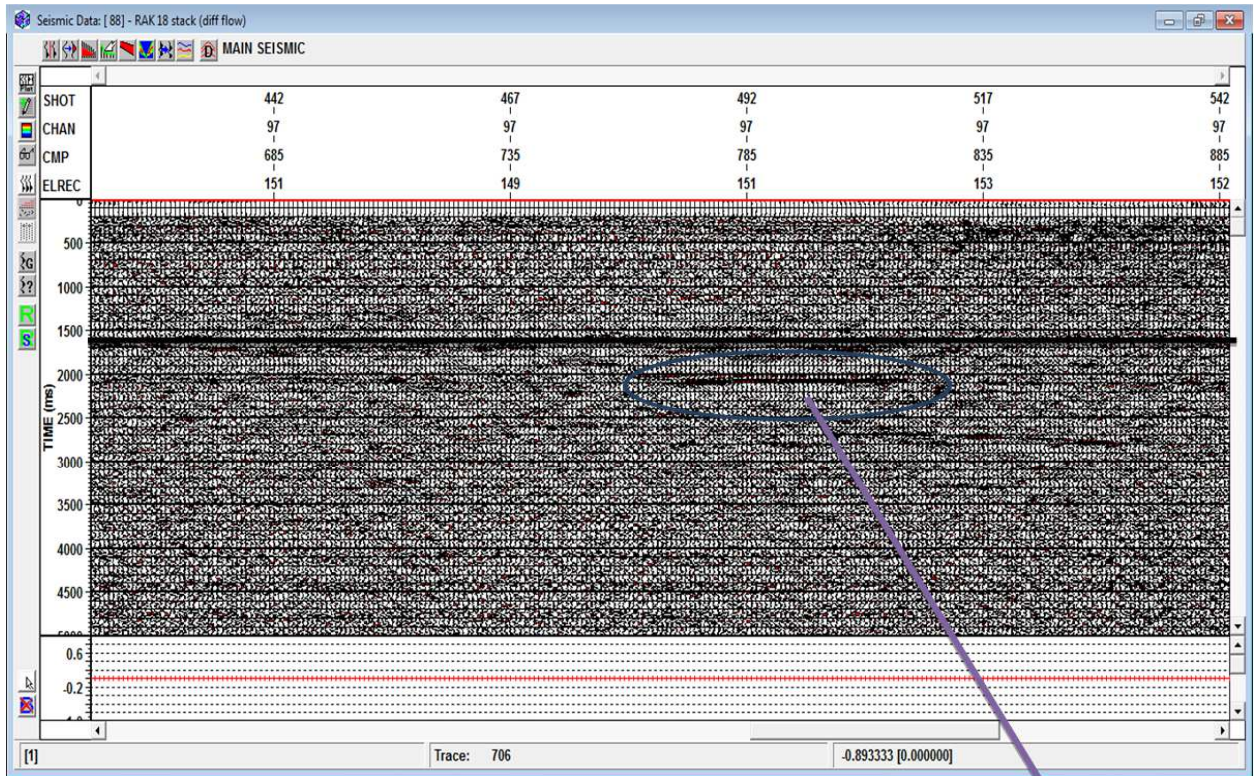 Seismic Data: [ 88] - RAK 18 stack (diff flow)
D MAIN SEISMIC
SHOT 442 467 492 517 542
CHAN 97 97 97 97 97
CMP 685 735 785 835 885
ELREC 151 149 151 153 152
0
500
1000
1500
2000
2500
3000
3500
4000
4500
5000
TIME (ms)
G
?
R
S
0.6
-0.2
[1] Trace: 706 -0.893333 [0.000000]